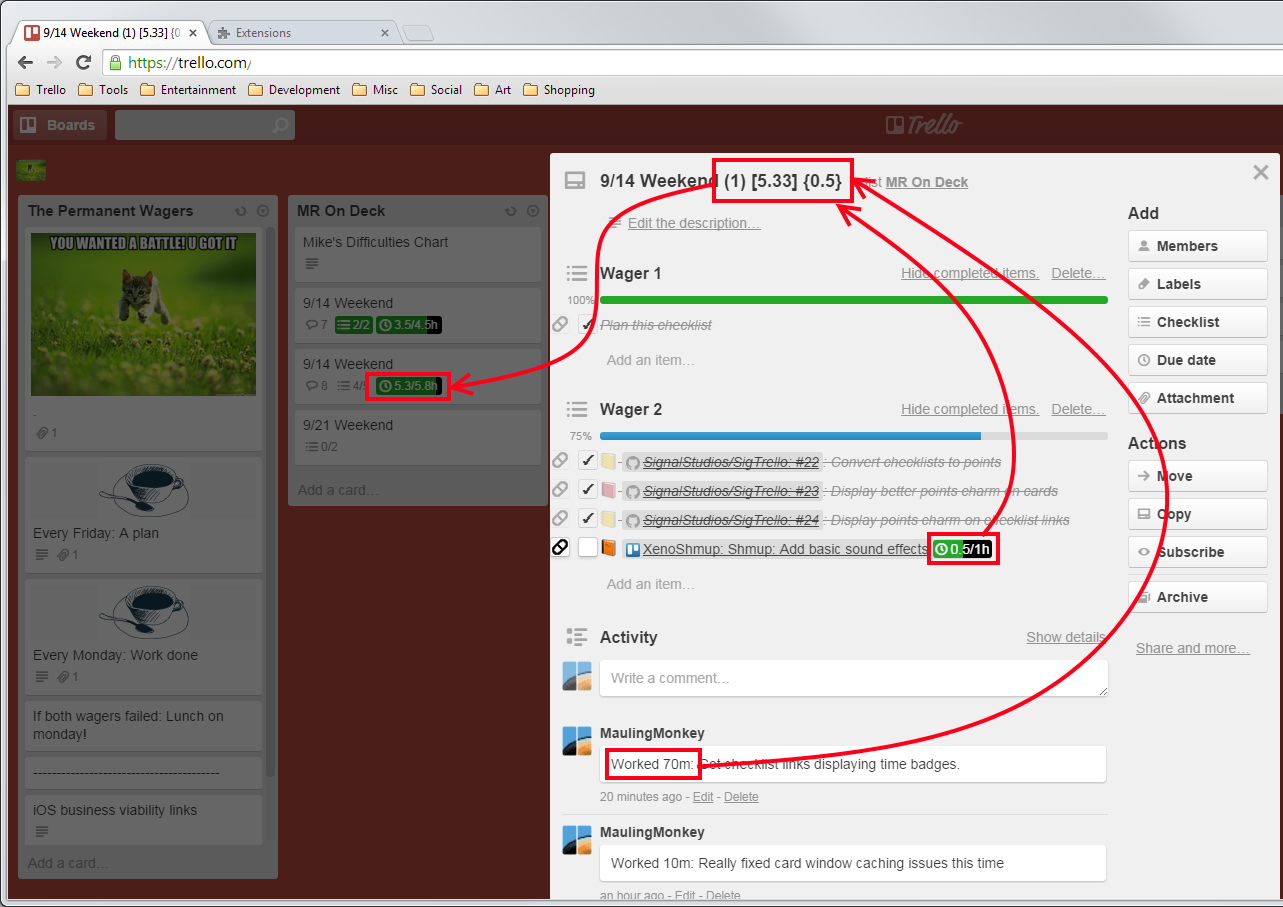 9/14 Weekend (1) [5.33] {0
Extensions
https://trello.com/
Trello Tools Entertainment Development Misc Social Art Shopping
Boards
Trello
The Permanent Wagers
YOU WANTED A BATTLE! U GOT IT
.
1
Every Friday: A plan
1
Every Monday: Work done
1
If both wagers failed: Lunch on
monday!
----------------------------------
iOS business viability links
Add a card…
MR On Deck
Mike's Difficulties Chart
9/14 Weekend
7 2/2 3.5/4.5h
9/14 Weekend
8 4/ 5.3/5.8h
9/21 Weekend
0/2
Add a card…
9/14 Weekend (1) [5.33] {0.5} list MR On Deck
Edit the description…
Wager 1 Hide completed items. Delete…
100%
Plan this checklist
Add an item…
Wager 2 Hide completed items. Delete…
75%
- SignalStudios/SigTrello: #22 : Convert checklists to points
- SignalStudios/SigTrello: #23 : Display better points charm on cards
- SignalStudios/SigTrello: #24 : Display points charm on checklist links
XenoShmup: Shmup: Add basic sound effects 0.5/1h
Add an item…
Activity Show details
Write a comment…
MaulingMonkey
Worked 70m: Got checklist links displaying time badges.
20 minutes ago - Edit - Delete
MaulingMonkey
Worked 10m: Really fixed card window caching issues this time
an hour ago - Edit - Delete
Add
Members
Labels
Checklist
Due date
Attachment
Actions
Move
Copy
Subscribe
Archive
Share and more…